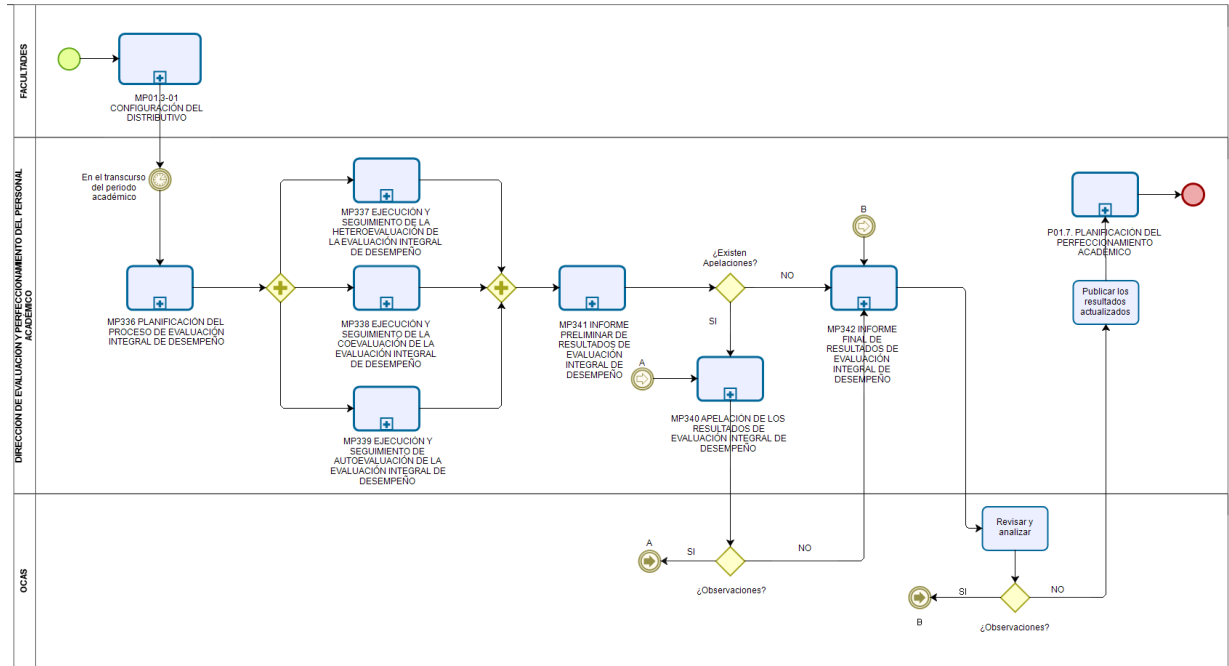 FACULTADES
MP01.3-01
CONFIGURACIÓN DEL
DISTRIBUTIVO
DIRECCIÓN DE EVALUACIÓN Y PERFECCIONAMIENTO DEL PERSONAL
ACADÉMICO
En el transcurso
del periodo
académico
MP336 PLANIFICACIÓN DEL
PROCESO DE EVALUACIÓN
INTEGRAL DE DESEMPEÑO
MP337 EJECUCIÓN Y
SEGUIMIENTO DE LA
HETEROEVALUACIÓN DE
LA EVALUACIÓN INTEGRAL
DE DESEMPEÑO
MP338 EJECUCIÓN Y
SEGUIMIENTO DE LA
COEVALUACIÓN DE LA
EVALUACIÓN INTEGRAL
DE DESEMPEÑO
MP339 EJECUCIÓN Y
SEGUIMIENTO DE
AUTOEVALUACIÓN DE LA
EVALUACIÓN INTEGRAL DE
DESEMPEÑO
MP341 INFORME
PRELIMINAR DE
RESULTADOS DE
EVALUACIÓN
INTEGRAL DE
DESEMPEÑO
¿Existen
Apelaciones?
NO
SI
A
MP340 APELACIÓN DE LOS
RESULTADOS DE
EVALUACIÓN INTEGRAL DE
DESEMPEÑO
B
MP342 INFORME
FINAL DE
RESULTADOS DE
EVALUACIÓN
INTEGRAL DE
DESEMPEÑO
P01.7. PLANIFICACIÓN DEL
PERFECCIONAMIENTO
ACADÉMICO
Publicar los
resultados
actualizados
OCAS
A
SI
NO
¿Observaciones?
Revisar y
analizar
B
SI
NO
¿Observaciones?